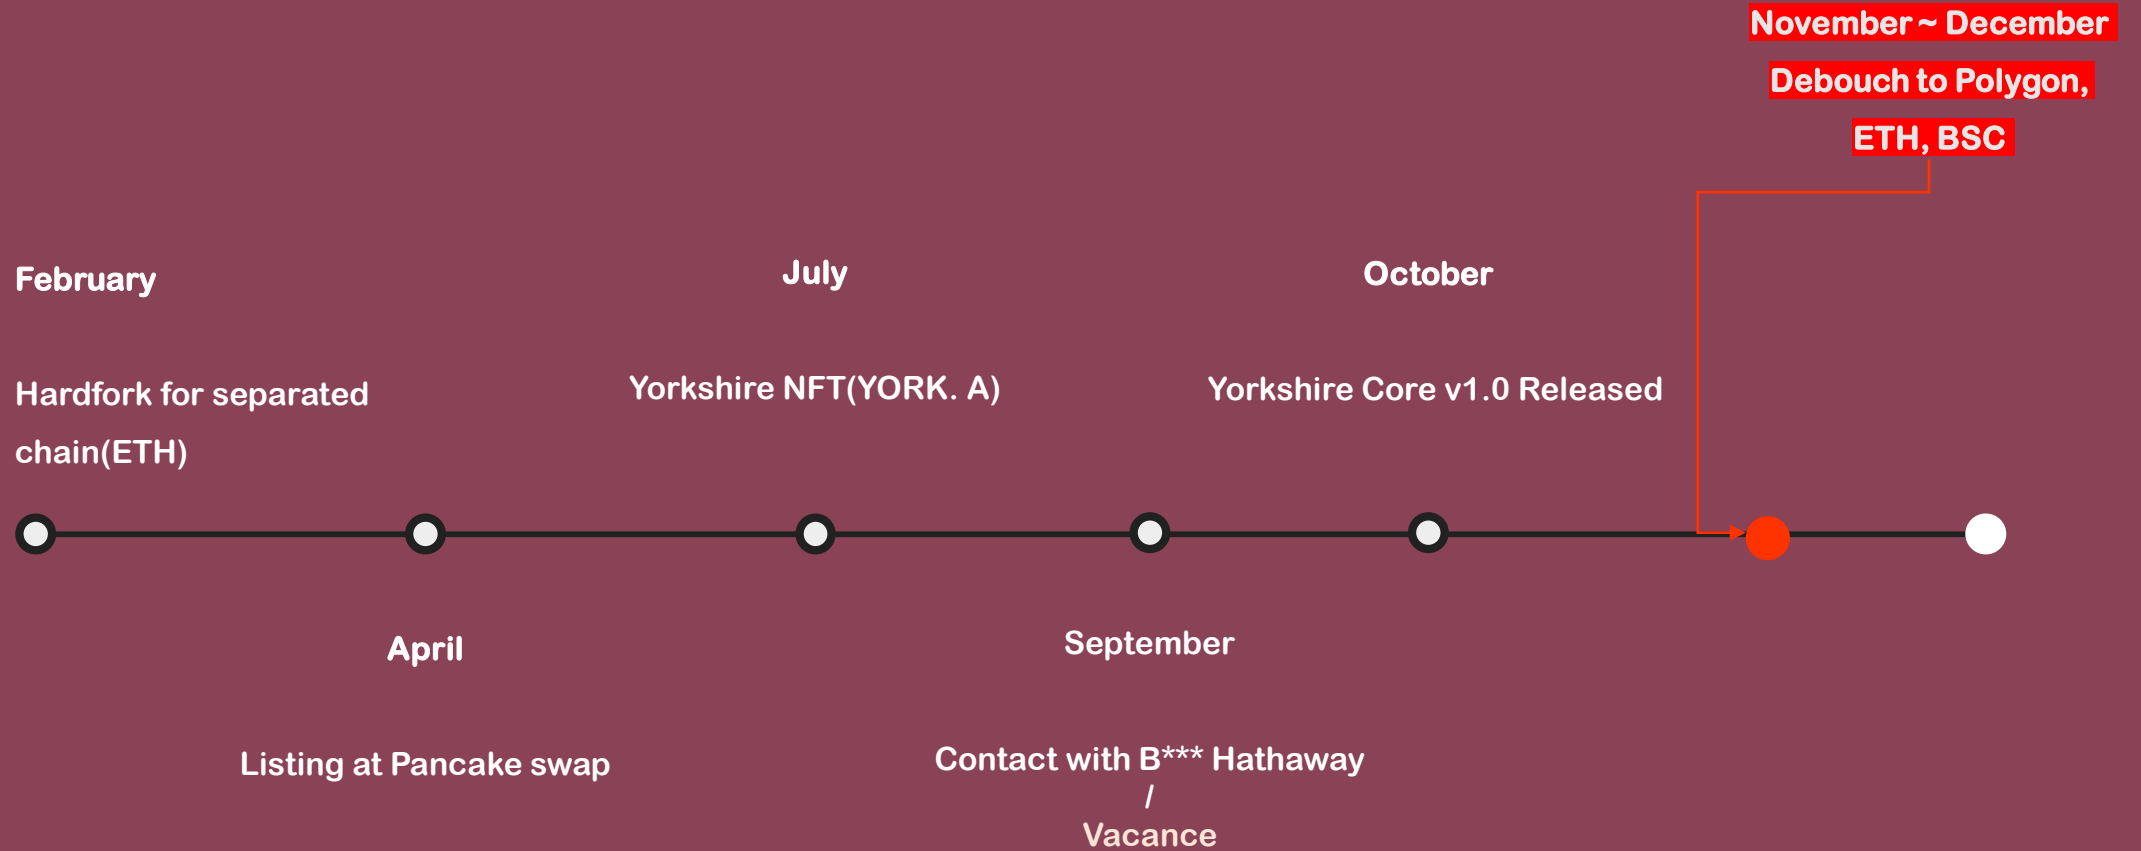 November ~ December
Debouch to Polygon,
ETH, BSC
February
Hardfork for separated
chain(ETH)
July
Yorkshire NFT(YORK. A)
October
Yorkshire Core v1.0 Released
April
Listing at Pancake swap
September
Contact with B*** Hathaway
/
Vacance